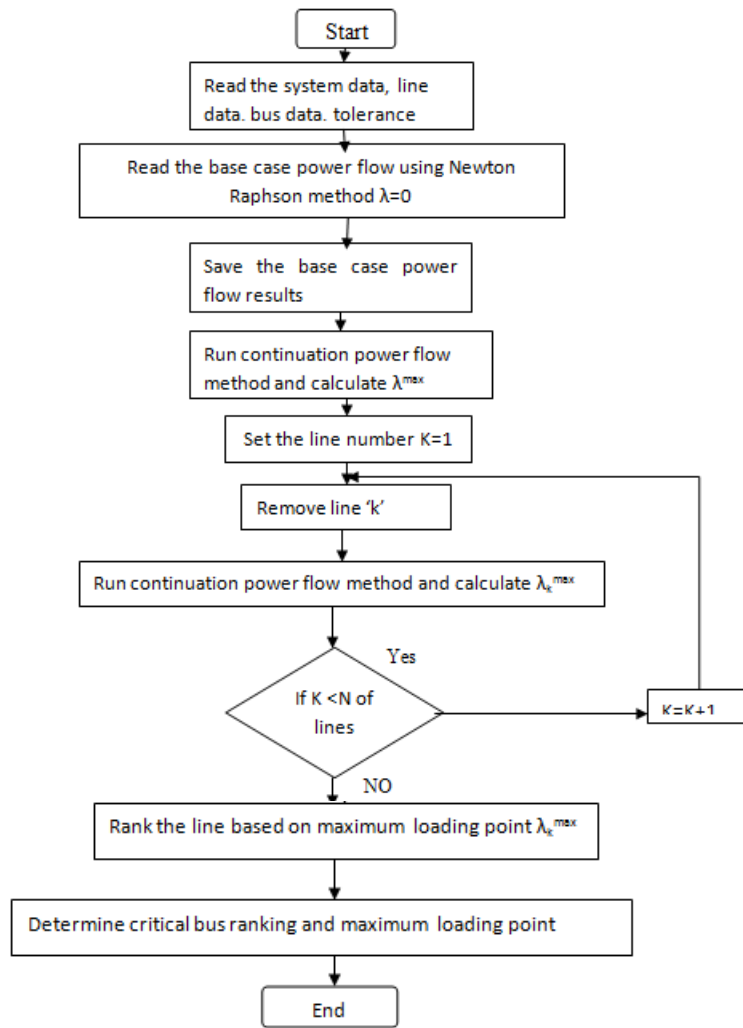 Start
Read the system data, line
data. bus data. tolerance
Read the base case power flow using Newton
Raphson method λ=0
Save the base case power
flow results
Run continuation power flow
method and calculate λᵐᵃˣ
Set the line number K=1
Remove line ‘k’
Run continuation power flow method and calculate λₖᵐᵃˣ
Yes
If K <N of
lines
K=K+1
NO
Rank the line based on maximum loading point λₖᵐᵃˣ
Determine critical bus ranking and maximum loading point
End